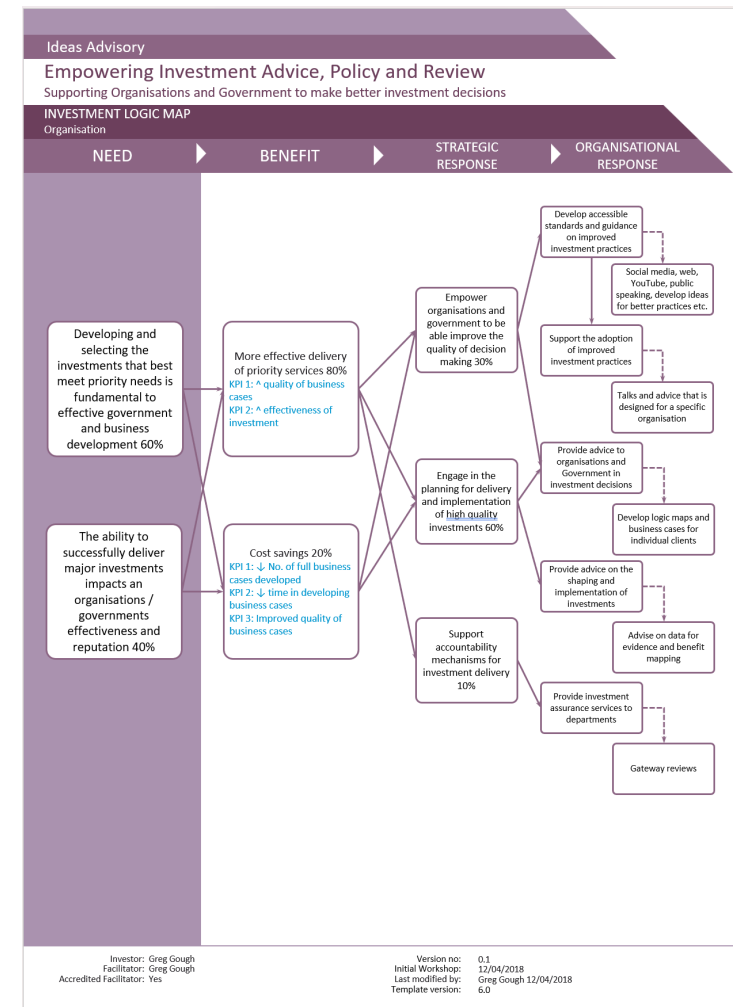 Ideas Advisory
Empowering Investment Advice, Policy and Review
Supporting Organisations and Government to make better investment decisions
INVESTMENT LOGIC MAP
Organisation
NEED
BENEFIT
STRATEGIC
RESPONSE
ORGANISATIONAL
RESPONSE
Developing and
selecting the
investments that best
meet priority needs is
fundamental to
effective government
and business
development 60%
The ability to
successfully deliver
major investments
impacts an
organisations /
governments
effectiveness and
reputation 40%
More effective delivery
of priority services 80%
KPI 1: ^ quality of business
cases
KPI 2: ^ effectiveness of
investment
Cost savings 20%
KPI 1: ↓ No. of full business
cases developed
KPI 2: ↓ time in developing
business cases
KPI 3: Improved quality of
business cases
Empower
organisations and
government to be
able improve the
quality of decision
making 30%
Engage in the
planning for delivery
and implementation
of high quality
investments 60%
Support
accountability
mechanisms for
investment delivery
10%
Develop accessible
standards and guidance
on improved
investment practices
Social media, web,
YouTube, public
speaking, develop ideas
for better practices etc.
Support the adoption
of improved
investment practices
Talks and advice that is
designed for a specific
organisation
Provide advice to
organisations and
Government in
investment decisions
Develop logic maps and
business cases for
individual clients
Provide advice on the
shaping and
implementation of
investments
Advise on data for
evidence and benefit
mapping
Provide investment
assurance services to
departments
Gateway reviews
Investor: Greg Gough
Facilitator: Greg Gough
Accredited Facilitator: Yes
Version no: 0.1
Initial Workshop: 12/04/2018
Last modified by: Greg Gough 12/04/2018
Template version: 6.0